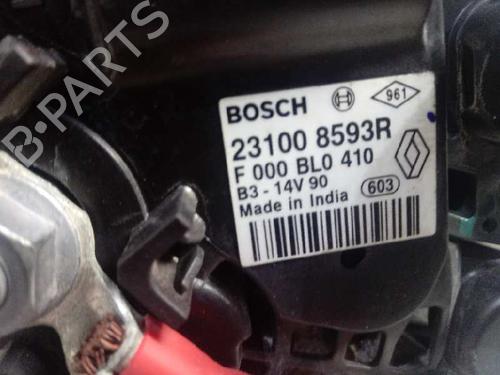 B-PARTS
BOSCH
961
23100 8593R
F 000 BL0 410
B3 - 14V 90
603
Made in India